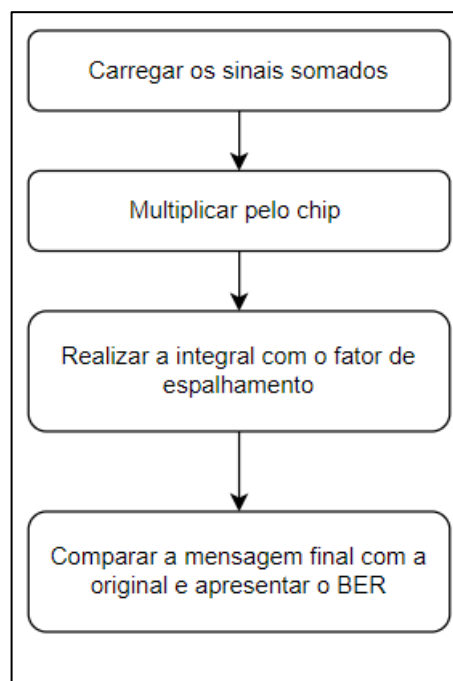 Carregar os sinais somados
Multiplicar pelo chip
Realizar a integral com o fator de
espalhamento
Comparar a mensagem final com a
original e apresentar o BER